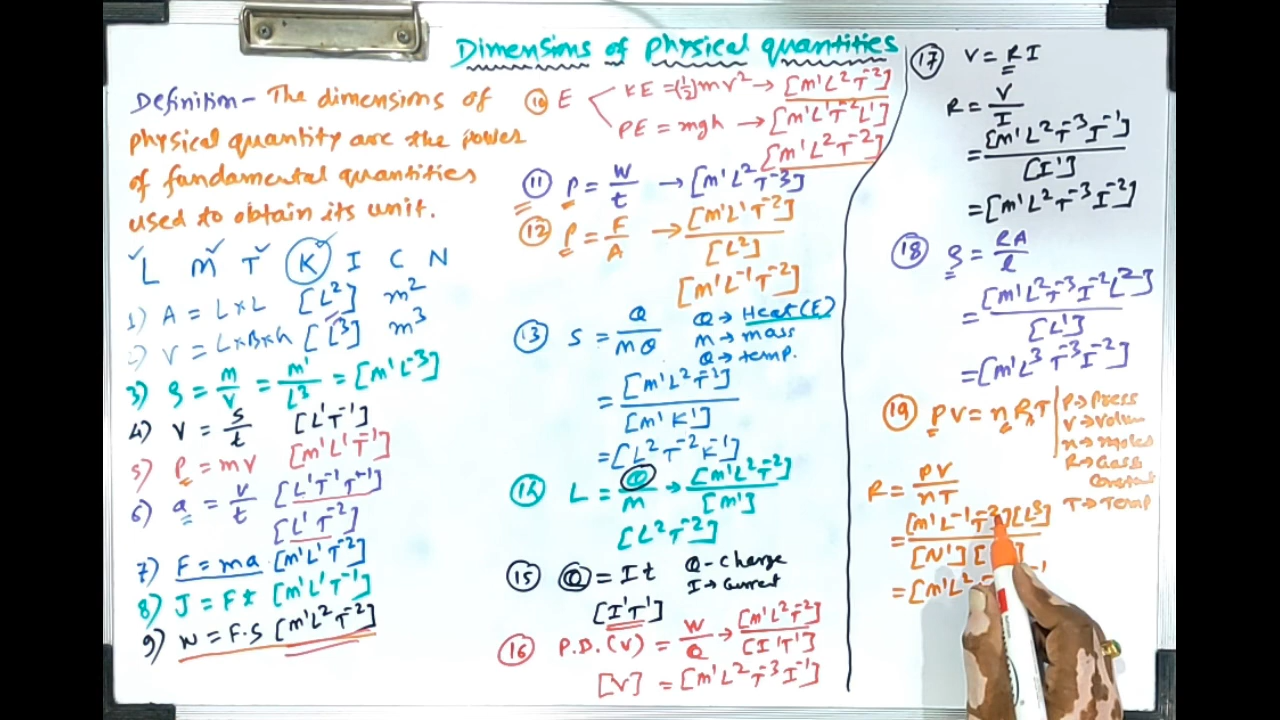 Dimensions of physical quantities
Definition- The dimensions of
physical quantity are the power
of fundamental quantities
used to obtain its unit.
L M T K I C N
1) A = L×L [L²] m²
V = L×B×h [L³] m³
3) ρ = m/V = m¹/L³ = [M¹L⁻³]
4) v = s/t [L¹T⁻¹]
5) P = mv [M¹L¹T⁻¹]
6) a = v/t [L¹T⁻¹T⁻¹]
[L¹T⁻²]
7) F = ma [M¹L¹T⁻²]
8) J = F t [M¹L¹T⁻¹]
9) W = F.S [M¹L²T⁻²]
10 E KE = (1/2)mv² → [M¹L²T⁻²]
PE = mgh → [M¹L¹T⁻²L¹]
[M¹L²T⁻²]
11 P = W/t → [M¹L²T⁻³]
12 P = F/A → [M¹L¹T⁻²]/[L²]
[M¹L⁻¹T⁻²]
13 S = Q/mθ Q → Heat(E)
m → mass
θ → temp.
= [M¹L²T⁻²]/[M¹K¹]
= [L²T⁻²K⁻¹]
14 L = Q/m → [M¹L²T⁻²]/[M¹]
[L²T⁻²]
15 Q = It Q - Charge
I → Current
[I¹T¹]
16 P.D. (V) = W/Q → [M¹L²T⁻²]/[I¹T¹]
[V] = [M¹L²T⁻³I⁻¹]
17 V = RI
R = V/I
= [M¹L²T⁻³I⁻¹]/[I¹]
= [M¹L²T⁻³I⁻²]
18 ρ = RA/l
= [M¹L²T⁻³I⁻²L²]/[L¹]
= [M¹L³T⁻³I⁻²]
19 PV = nRT P → Press
V → Volum
n → moles
R → Gass
Constant
T → Temp
R = PV/nT
= [M¹L⁻¹T⁻²][L³]/[N¹][
= [M¹L²